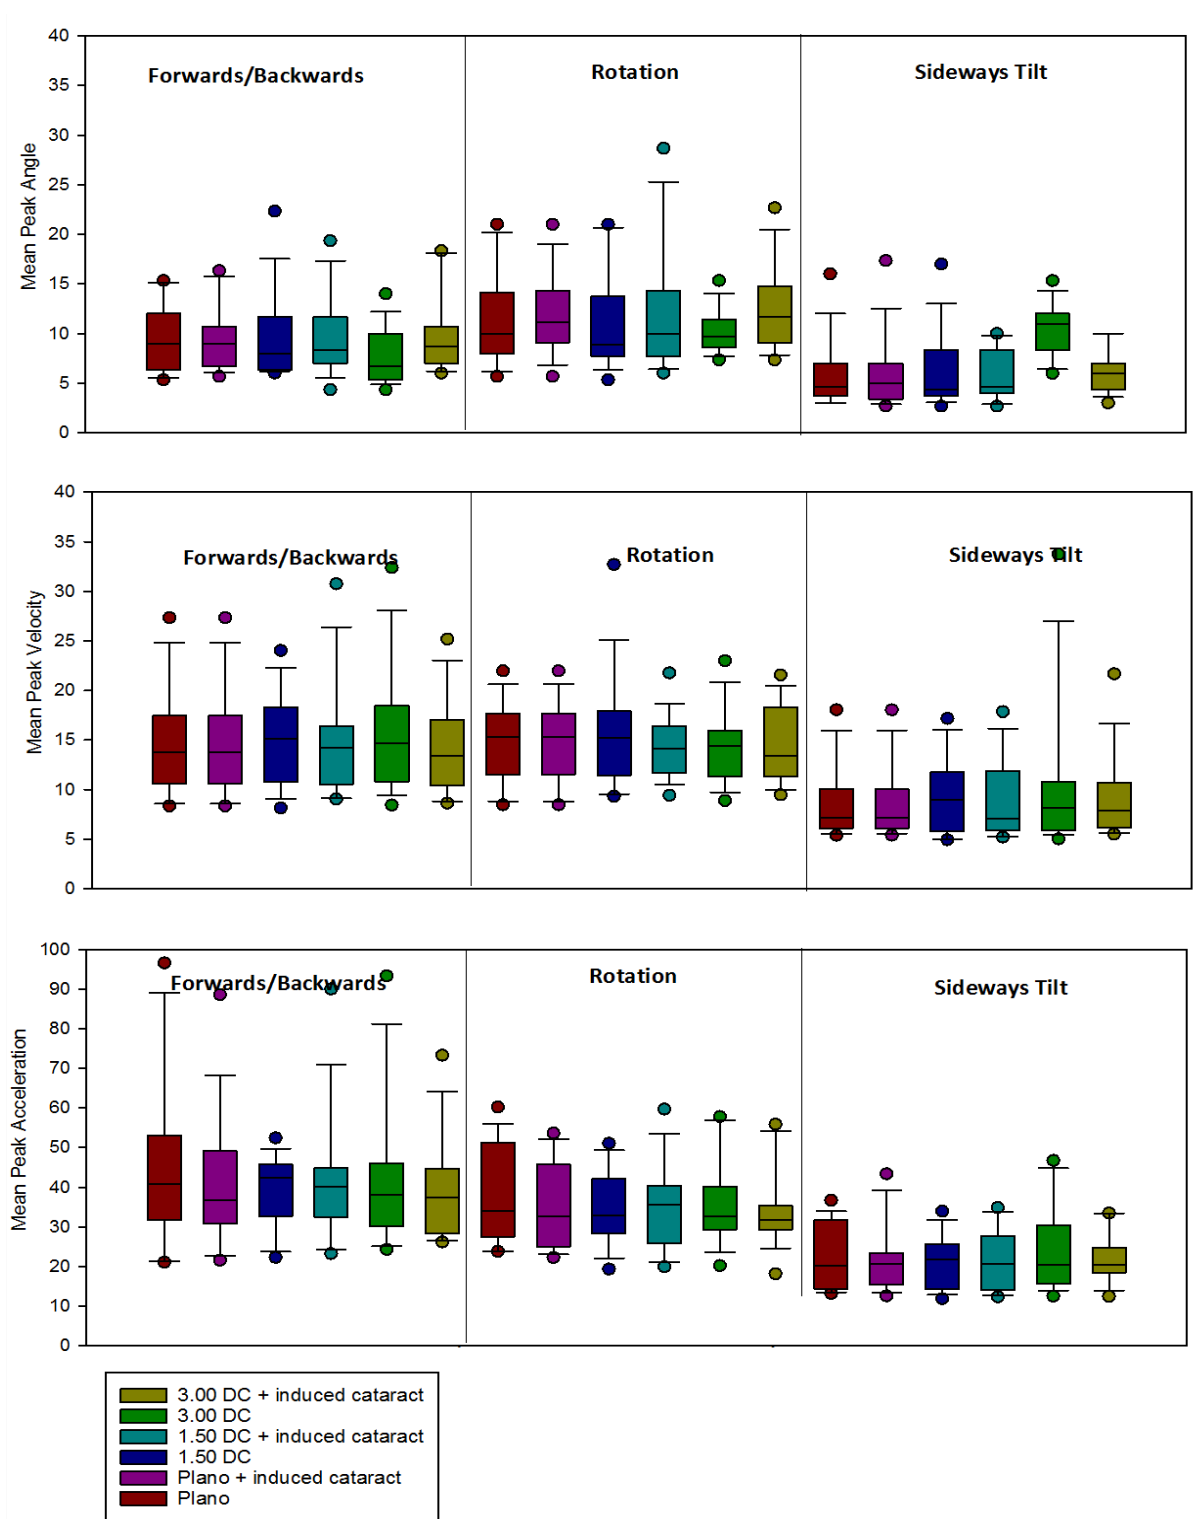 40
35
30
25
20
15
10
5
0
Mean Peak Angle
Forwards/Backwards
Rotation
Sideways Tilt
40
35
30
25
20
15
10
5
0
Mean Peak Velocity
Forwards/Backwards
Rotation
Sideways Tilt
100
90
80
70
60
50
40
30
20
10
0
Mean Peak Acceleration
Forwards/Backwards
Rotation
Sideways Tilt
3.00 DC + induced cataract
3.00 DC
1.50 DC + induced cataract
1.50 DC
Plano + induced cataract
Plano